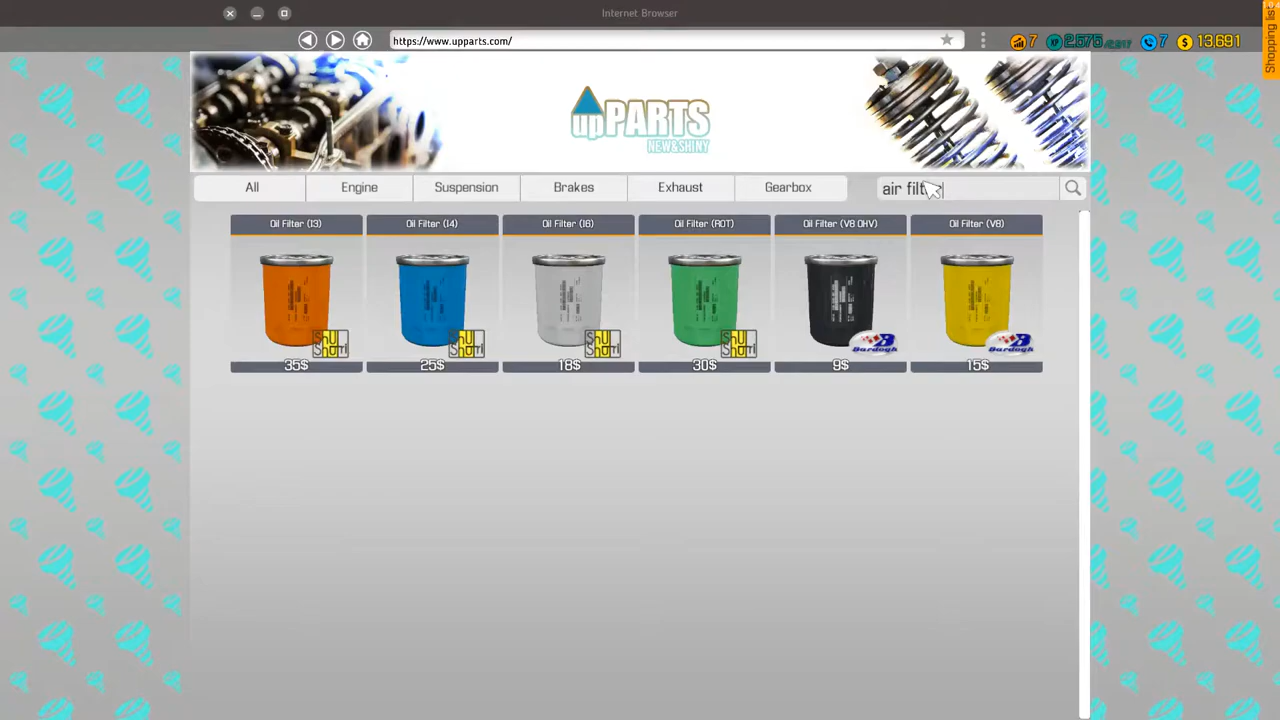 Internet Browser
Shopping list
https://www.upparts.com/
7
7
13,691
upPARTS
NEW&SHINY
All
Engine
Suspension
Brakes
Exhaust
Gearbox
Oil Filter (I3)
Oil Filter (I4)
Oil Filter (I6)
Oil Filter (ROT)
Oil Filter (V8 OHV)
Oil Filter (V8)
Bardogh
Bardogh
35$
25$
18$
30$
9$
15$